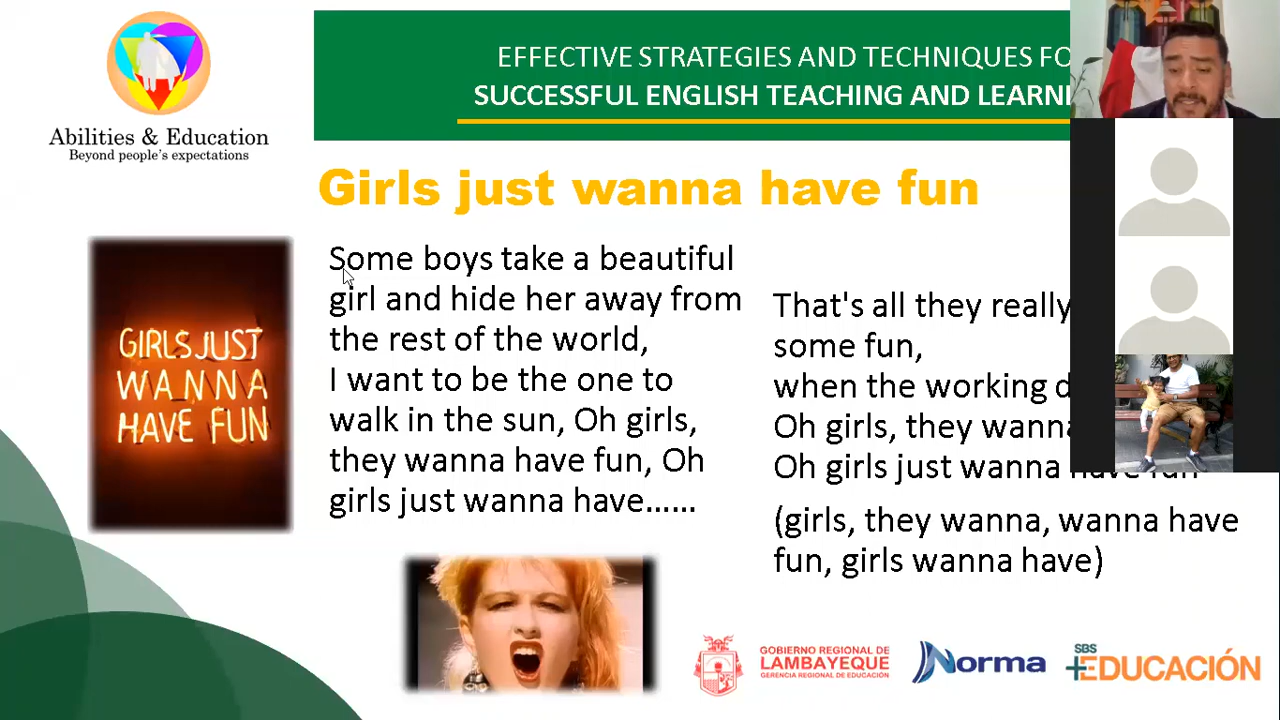 EFFECTIVE STRATEGIES AND TECHNIQUES
SUCCESSFUL ENGLISH TEACHING AND
Abilities & Education
Beyond people's expectations
Girls just wanna have fun
GIRLS JUST
WANNA
HAVE FUN
Some boys take a beautiful
girl and hide her away from
the rest of the world,
I want to be the one to
walk in the sun, Oh girls,
they wanna have fun, Oh
girls just wanna have......
That's all they really
some fun,
when the working
Oh girls, they wanna
Oh girls just wanna have fun
(girls, they wanna, wanna have
fun, girls wanna have)
GOBIERNO REGIONAL DE
LAMBAYEQUE
GERENCIA REGIONAL DE EDUCACIÓN
Norma
SBS
+EDUCACIÓN